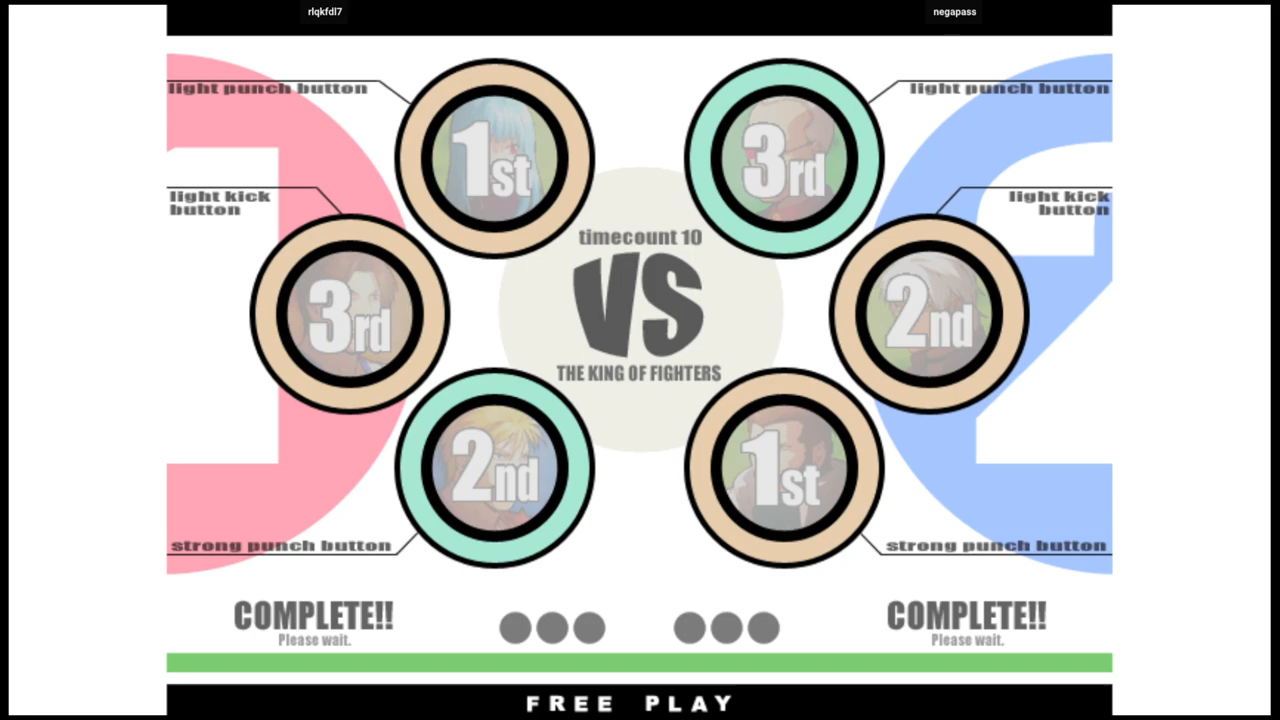 rlqkfdl7
negapass
light punch button
light punch button
1st
3rd
light kick
button
light kick
button
timecount 10
VS
THE KING OF FIGHTERS
3rd
2nd
2nd
1st
strong punch button
strong punch button
COMPLETE!!
Please wait.
COMPLETE!!
Please wait.
FREE PLAY